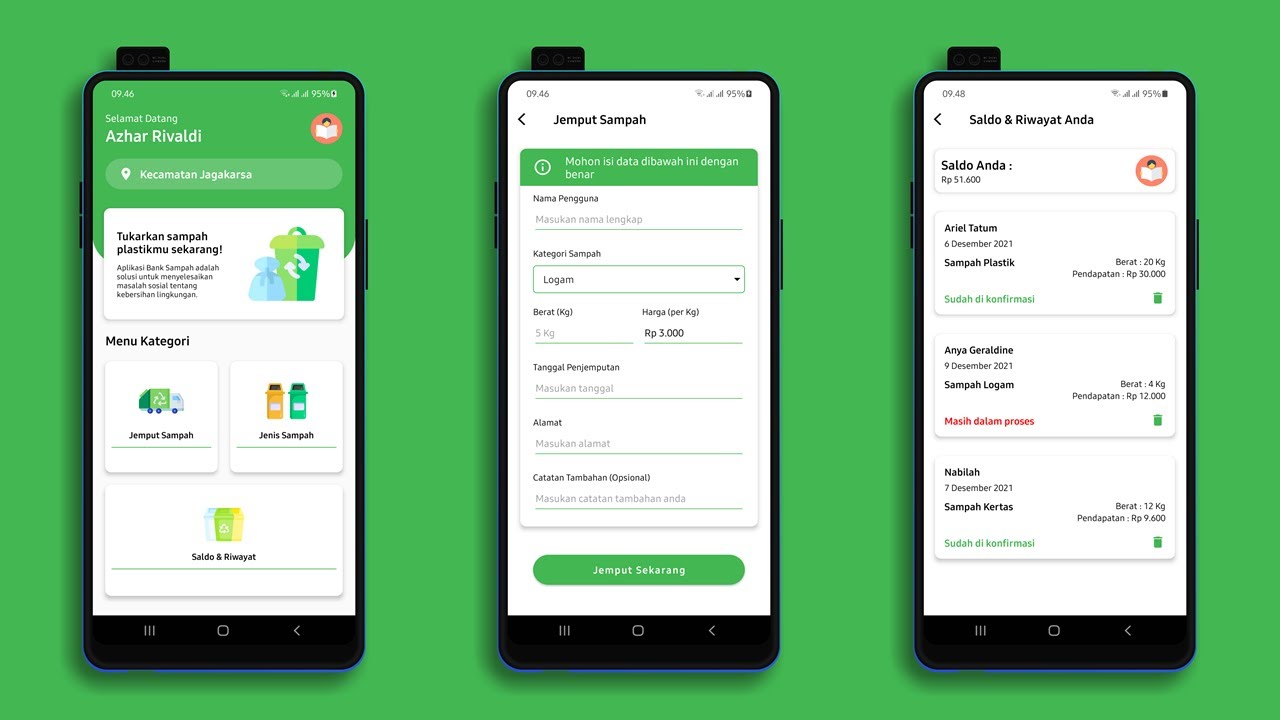 09.46
95%
Selamat Datang
Azhar Rivaldi
Kecamatan Jagakarsa
Tukarkan sampah
plastikmu sekarang!
Aplikasi Bank Sampah adalah
solusi untuk menyelesaikan
masalah sosial tentang
kebersihan lingkungan.
Menu Kategori
Jemput Sampah
Jenis Sampah
Saldo & Riwayat
09.46
95%
Jemput Sampah
Mohon isi data dibawah ini dengan
benar
Nama Pengguna
Masukan nama lengkap
Kategori Sampah
Logam
Berat (Kg)
Harga (per Kg)
5 Kg
Rp 3.000
Tanggal Penjemputan
Masukan tanggal
Alamat
Masukan alamat
Catatan Tambahan (Opsional)
Masukan catatan tambahan anda
Jemput Sekarang
09.48
95%
Saldo & Riwayat Anda
Saldo Anda :
Rp 51.600
Ariel Tatum
6 Desember 2021
Sampah Plastik
Berat : 20 Kg
Pendapatan : Rp 30.000
Sudah di konfirmasi
Anya Geraldine
9 Desember 2021
Sampah Logam
Berat : 4 Kg
Pendapatan : Rp 12.000
Masih dalam proses
Nabilah
7 Desember 2021
Sampah Kertas
Berat : 12 Kg
Pendapatan : Rp 9.600
Sudah di konfirmasi